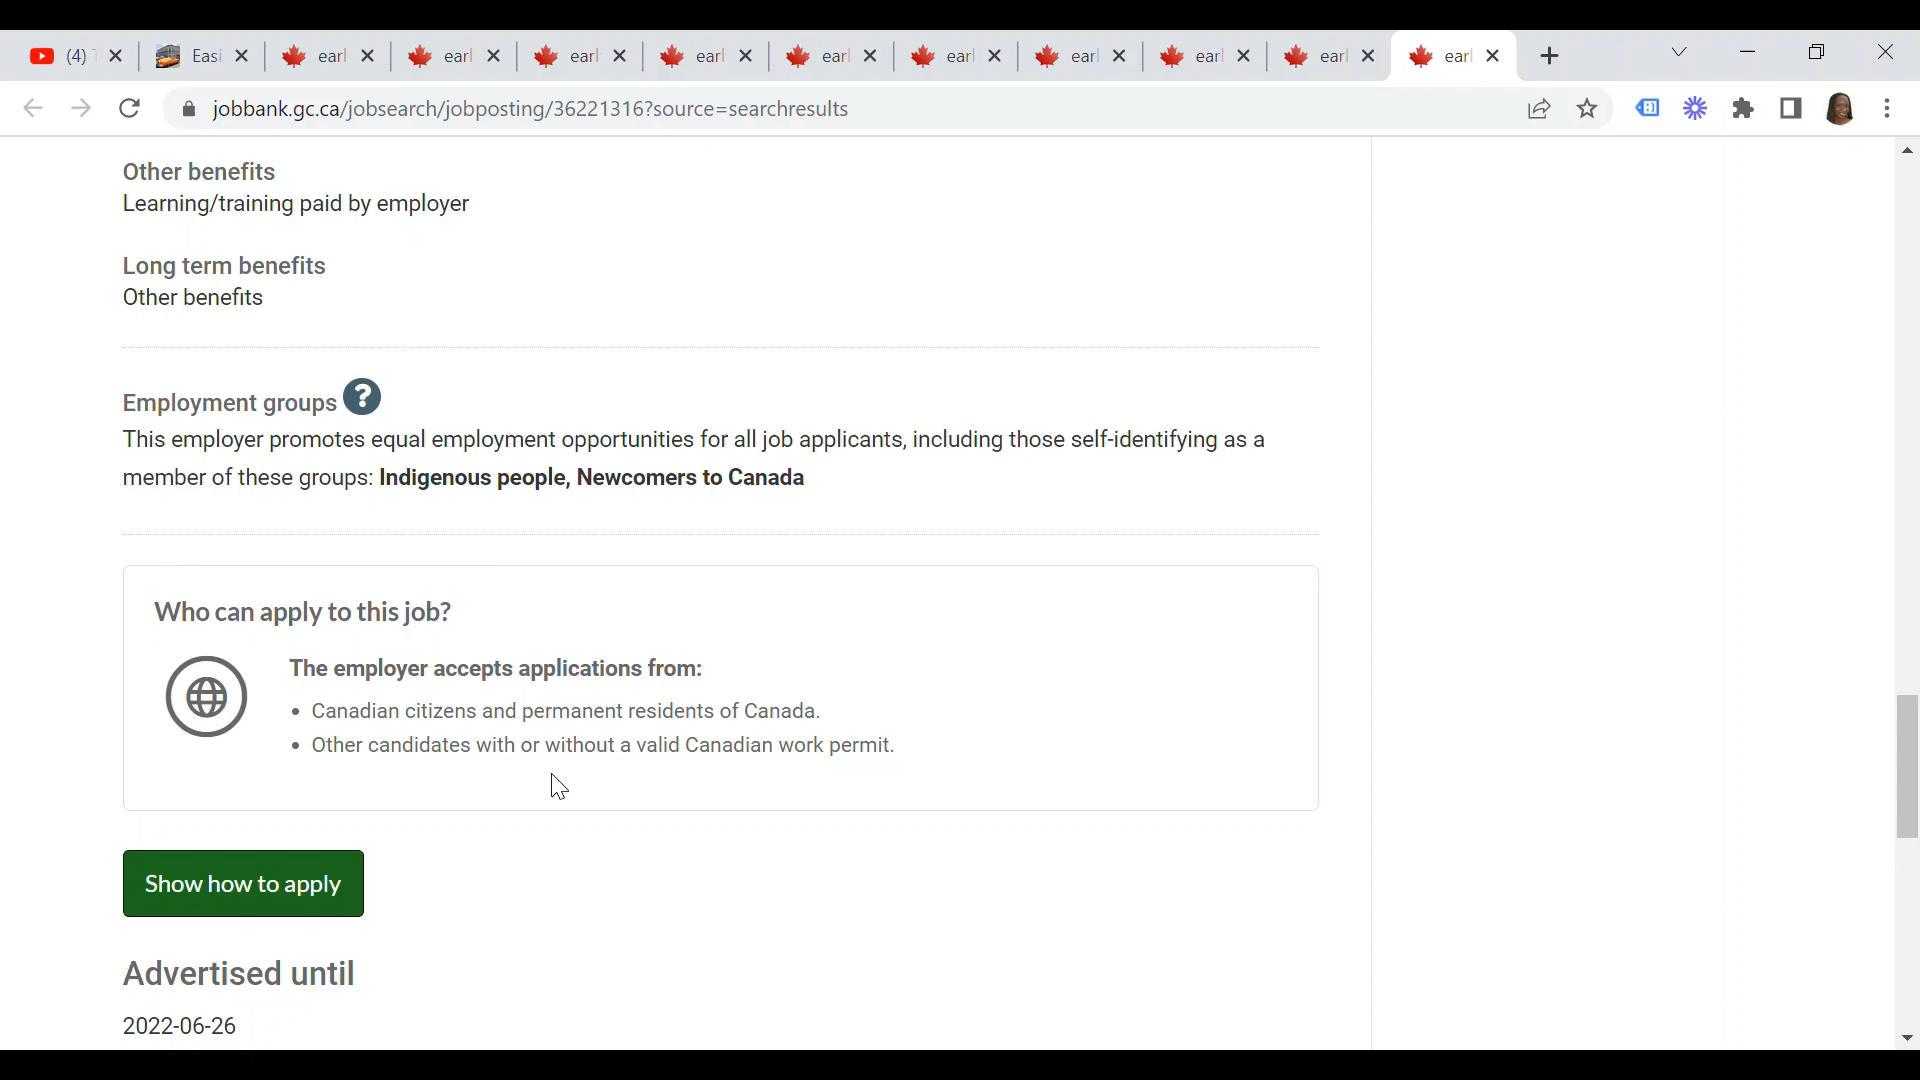 (4)
Easi
earl
earl
earl
earl
earl
earl
earl
earl
earl
earl
jobbank.gc.ca/jobsearch/jobposting/36221316?source=searchresults
Other benefits
Learning/training paid by employer
Long term benefits
Other benefits
Employment groups ?
This employer promotes equal employment opportunities for all job applicants, including those self-identifying as a
member of these groups: Indigenous people, Newcomers to Canada
Who can apply to this job?
The employer accepts applications from:
• Canadian citizens and permanent residents of Canada.
• Other candidates with or without a valid Canadian work permit.
Show how to apply
Advertised until
2022-06-26